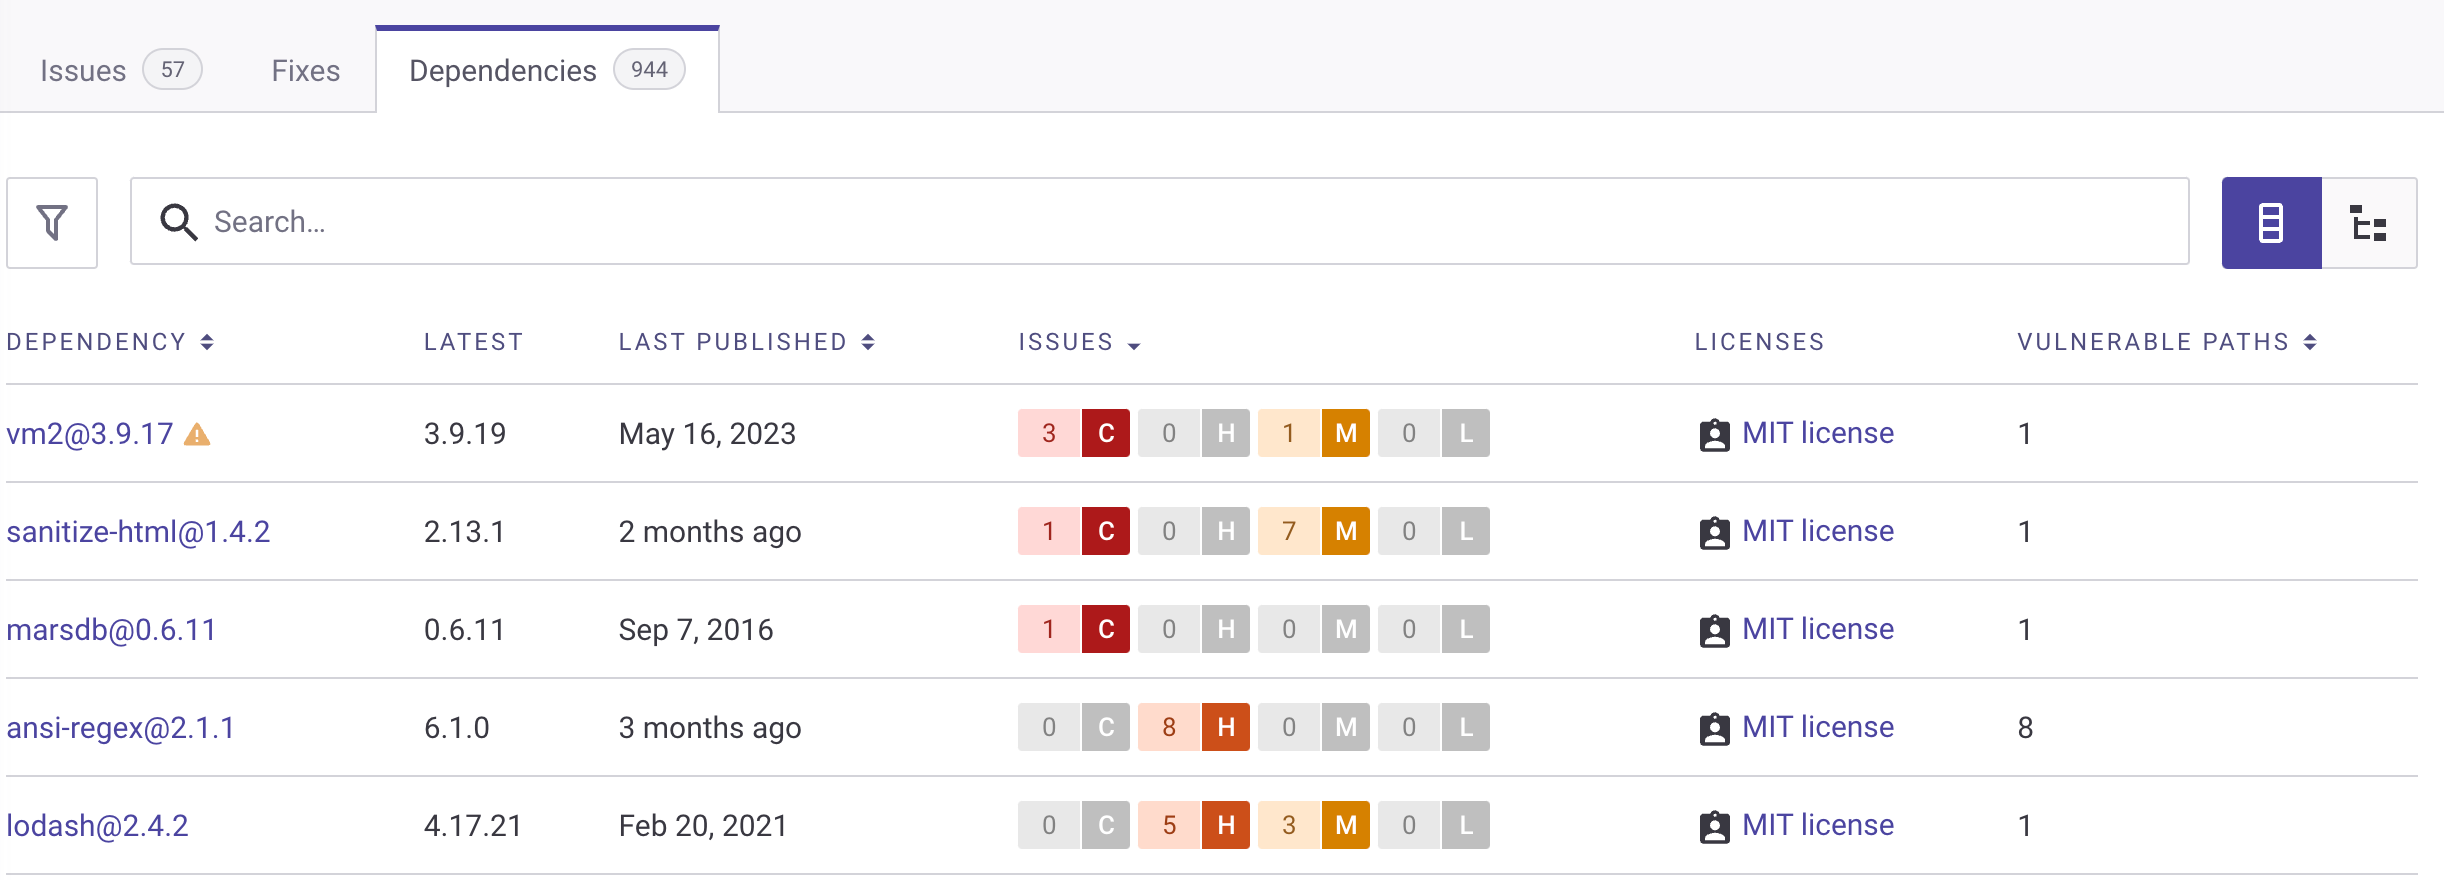 Issues 57 Fixes Dependencies 944
Search...
DEPENDENCY LATEST LAST PUBLISHED ISSUES LICENSES VULNERABLE PATHS
vm2@3.9.17 3.9.19 May 16, 2023 3 C 0 H 1 M 0 L MIT license 1
sanitize-html@1.4.2 2.13.1 2 months ago 1 C 0 H 7 M 0 L MIT license 1
marsdb@0.6.11 0.6.11 Sep 7, 2016 1 C 0 H 0 M 0 L MIT license 1
ansi-regex@2.1.1 6.1.0 3 months ago 0 C 8 H 0 M 0 L MIT license 8
lodash@2.4.2 4.17.21 Feb 20, 2021 0 C 5 H 3 M 0 L MIT license 1